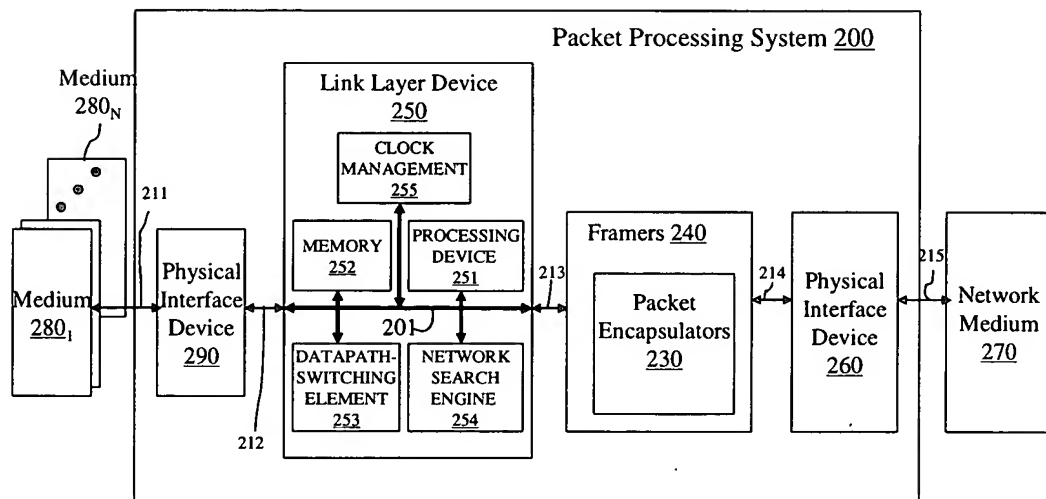 Packet Processing System 200
Medium
280N
211
Medium
280₁
Physical
Interface
Device
290
212
Link Layer Device
250
CLOCK
MANAGEMENT
255
MEMORY
252
PROCESSING
DEVICE
251
201
DATAPATH-
SWITCHING
ELEMENT
253
NETWORK
SEARCH
ENGINE
254
213
Framers 240
Packet
Encapsulators
230
214
Physical
Interface
Device
260
215
Network
Medium
270